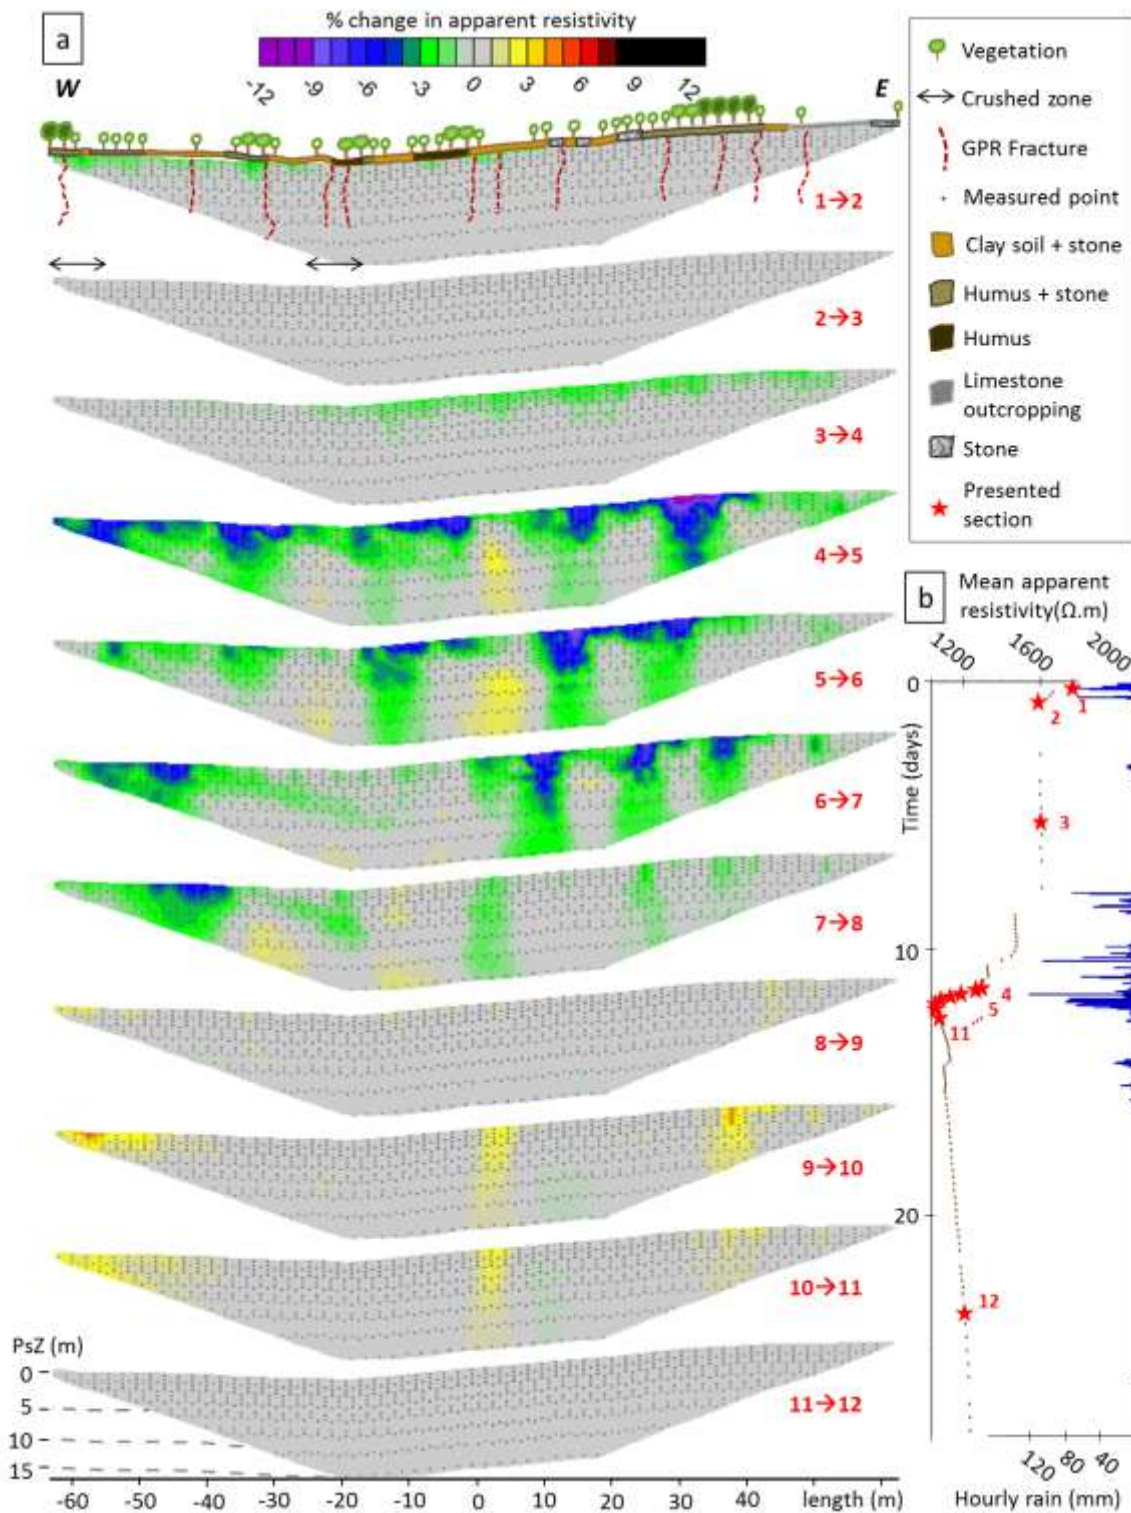 a
% change in apparent resistivity
-12 -9 -6 -3 0 3 6 9 12
W
E
1→2
2→3
3→4
4→5
5→6
6→7
7→8
8→9
9→10
10→11
11→12
PsZ (m)
0
5
10
15
-60 -50 -40 -30 -20 -10 0 10 20 30 40 length (m)
Vegetation
Crushed zone
GPR Fracture
Measured point
Clay soil + stone
Humus + stone
Humus
Limestone
outcropping
Stone
Presented
section
b
Mean apparent
resistivity(Ω.m)
1200 1600 2000
0
Time (days)
10
20
1
2
3
4
5
11
12
120 80 40
Hourly rain (mm)